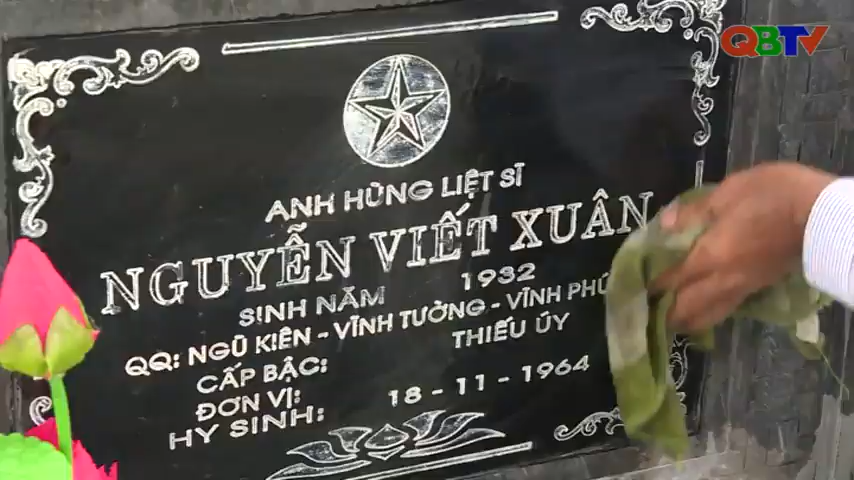 QBTV
ANH HÙNG LIỆT SĨ
NGUYỄN VIẾT XUÂN
SINH NĂM 1932
QQ: NGŨ KIÊN - VĨNH TƯỜNG - VĨNH PHÚ
CẤP BẬC: THIẾU ÚY
ĐƠN VỊ:
HY SINH: 18 - 11 - 1964